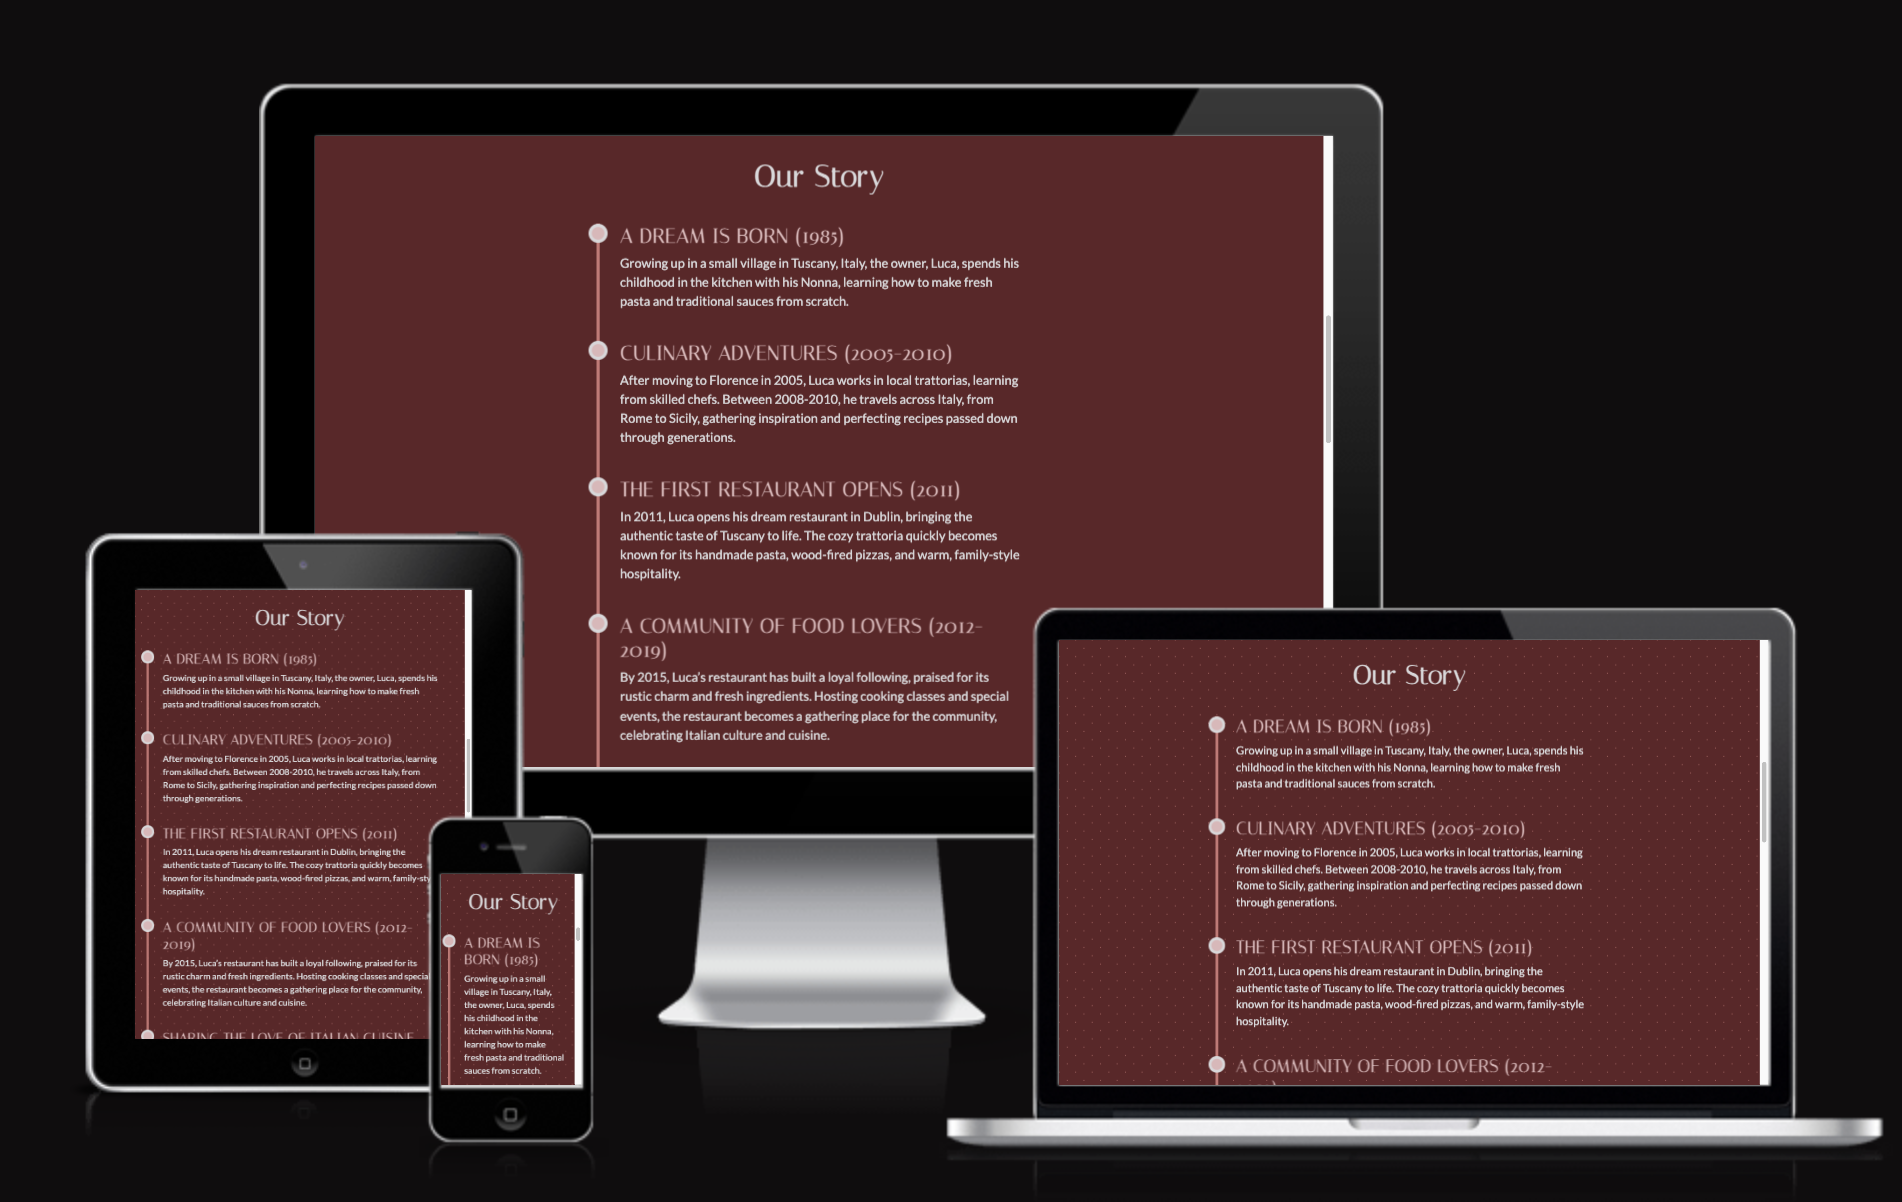 Our Story
A DREAM IS BORN (1985)
Growing up in a small village in Tuscany, Italy, the owner, Luca, spends his
childhood in the kitchen with his Nonna, learning how to make fresh
pasta and traditional sauces from scratch.
CULINARY ADVENTURES (2005-2010)
After moving to Florence in 2005, Luca works in local trattorias, learning
from skilled chefs. Between 2008-2010, he travels across Italy, from
Rome to Sicily, gathering inspiration and perfecting recipes passed down
through generations.
THE FIRST RESTAURANT OPENS (2011)
In 2011, Luca opens his dream restaurant in Dublin, bringing the
authentic taste of Tuscany to life. The cozy trattoria quickly becomes
known for its handmade pasta, wood-fired pizzas, and warm, family-style
hospitality.
A COMMUNITY OF FOOD LOVERS (2012-
2019)
By 2015, Luca's restaurant has built a loyal following, praised for its
rustic charm and fresh ingredients. Hosting cooking classes and special
events, the restaurant becomes a gathering place for the community,
celebrating Italian culture and cuisine.
Our Story
A DREAM IS BORN (1985)
Growing up in a small village in Tuscany, Italy, the owner, Luca, spends his
childhood in the kitchen with his Nonna, learning how to make fresh
pasta and traditional sauces from scratch.
CULINARY ADVENTURES (2005-2010)
After moving to Florence in 2005, Luca works in local trattorias, learning
from skilled chefs. Between 2008-2010, he travels across Italy, from
Rome to Sicily, gathering inspiration and perfecting recipes passed down
through generations.
THE FIRST RESTAURANT OPENS (2011)
In 2011, Luca opens his dream restaurant in Dublin, bringing the
authentic taste of Tuscany to life. The cozy trattoria quickly becomes
known for its handmade pasta, wood-fired pizzas, and warm, family-sty
hospitality.
A COMMUNITY OF FOOD LOVERS (2012-
2019)
By 2015, Luca's restaurant has built a loyal following, praised for its
rustic charm and fresh ingredients. Hosting cooking classes and special
events, the restaurant becomes a gathering place for the community,
celebrating Italian culture and cuisine.
SHARING THE LOVE OF ITALIAN CUISINE
Our Story
A DREAM IS
BORN (1985)
Growing up in a small
village in Tuscany, Italy,
the owner, Luca, spends
his childhood in the
kitchen with his Nonna,
learning how to make
fresh pasta and traditional
sauces from scratch.
Our Story
A DREAM IS BORN (1985)
Growing up in a small village in Tuscany, Italy, the owner, Luca, spends his
childhood in the kitchen with his Nonna, learning how to make fresh
pasta and traditional sauces from scratch.
CULINARY ADVENTURES (2005-2010)
After moving to Florence in 2005, Luca works in local trattorias, learning
from skilled chefs. Between 2008-2010, he travels across Italy, from
Rome to Sicily, gathering inspiration and perfecting recipes passed down
through generations.
THE FIRST RESTAURANT OPENS (2011)
In 2011, Luca opens his dream restaurant in Dublin, bringing the
authentic taste of Tuscany to life. The cozy trattoria quickly becomes
known for its handmade pasta, wood-fired pizzas, and warm, family-style
hospitality.
A COMMUNITY OF FOOD LOVERS (2012-